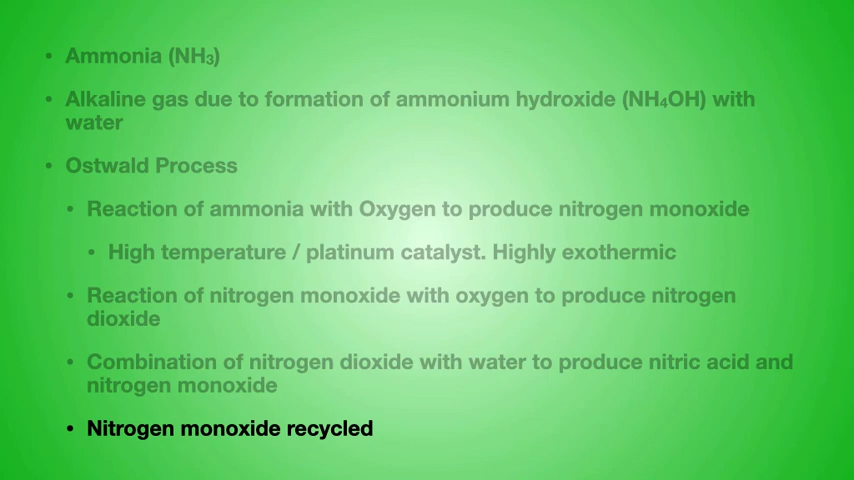 • Ammonia (NH₃)
• Alkaline gas due to formation of ammonium hydroxide (NH₄OH) with
water
• Ostwald Process
• Reaction of ammonia with Oxygen to produce nitrogen monoxide
• High temperature / platinum catalyst. Highly exothermic
• Reaction of nitrogen monoxide with oxygen to produce nitrogen
dioxide
• Combination of nitrogen dioxide with water to produce nitric acid and
nitrogen monoxide
• Nitrogen monoxide recycled